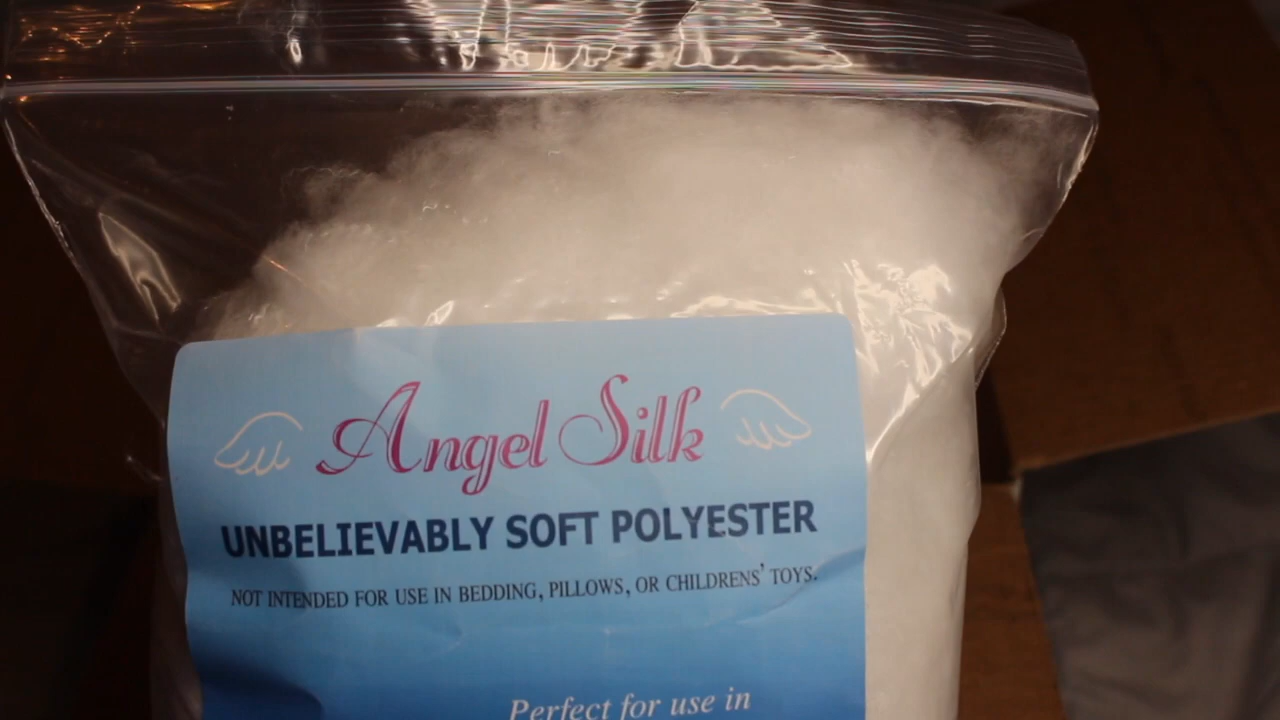 Angel Silk
UNBELIEVABLY SOFT POLYESTER
NOT INTENDED FOR USE IN BEDDING, PILLOWS, OR CHILDRENS' TOYS.
Perfect for use in